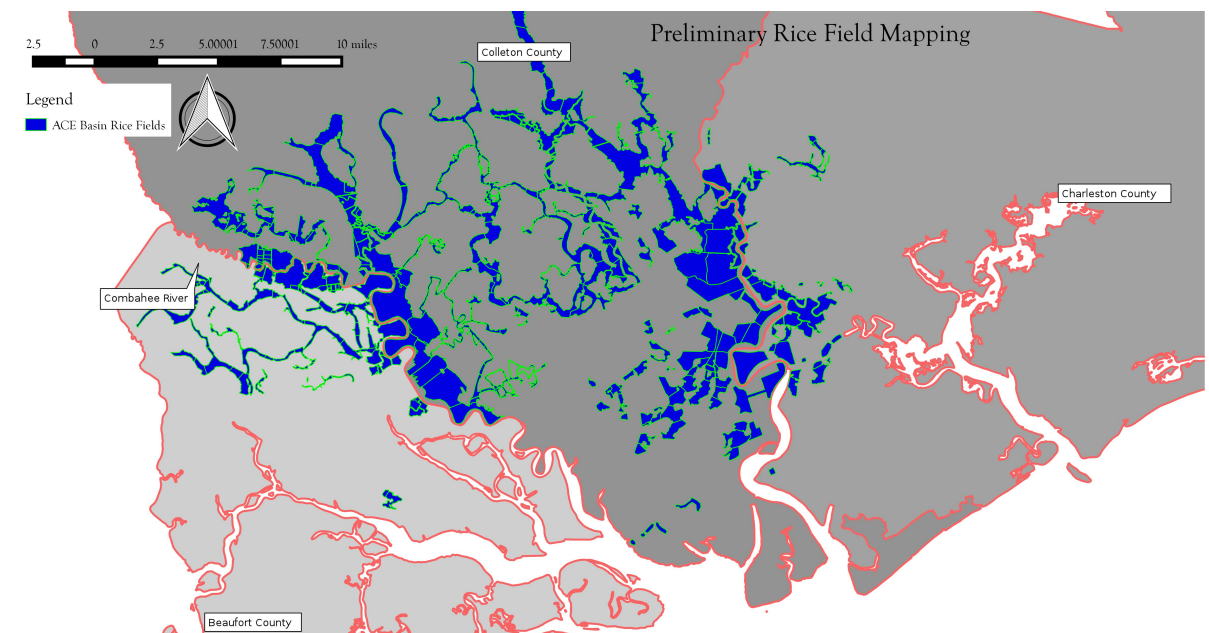 Preliminary Rice Field Mapping
2.5 0 2.5 5.00001 7.50001 10 miles
Colleton County
Legend
ACE Basin Rice Fields
Charleston County
Combahee River
Beaufort County